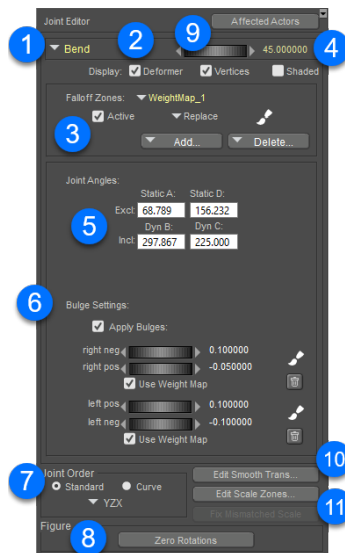 Joint Editor Affected Actors
1 Bend 2 9 45.000000 4
Display: Deformer Vertices Shaded
Falloff Zones: WeightMap_1
3 Active Replace
Add... Delete...
Joint Angles:
Static A: Static D:
5 Excl: 68.789 156.232
Dyn B: Dyn C:
Incl: 297.867 225.000
6 Bulge Settings:
Apply Bulges:
right neg 0.100000
right pos -0.050000
Use Weight Map
left pos 0.100000
left neg -0.100000
Use Weight Map
10
Joint Order Edit Smooth Trans...
7 Standard Curve Edit Scale Zones...
11
YZX Fix Mismatched Scale
Figure
8 Zero Rotations